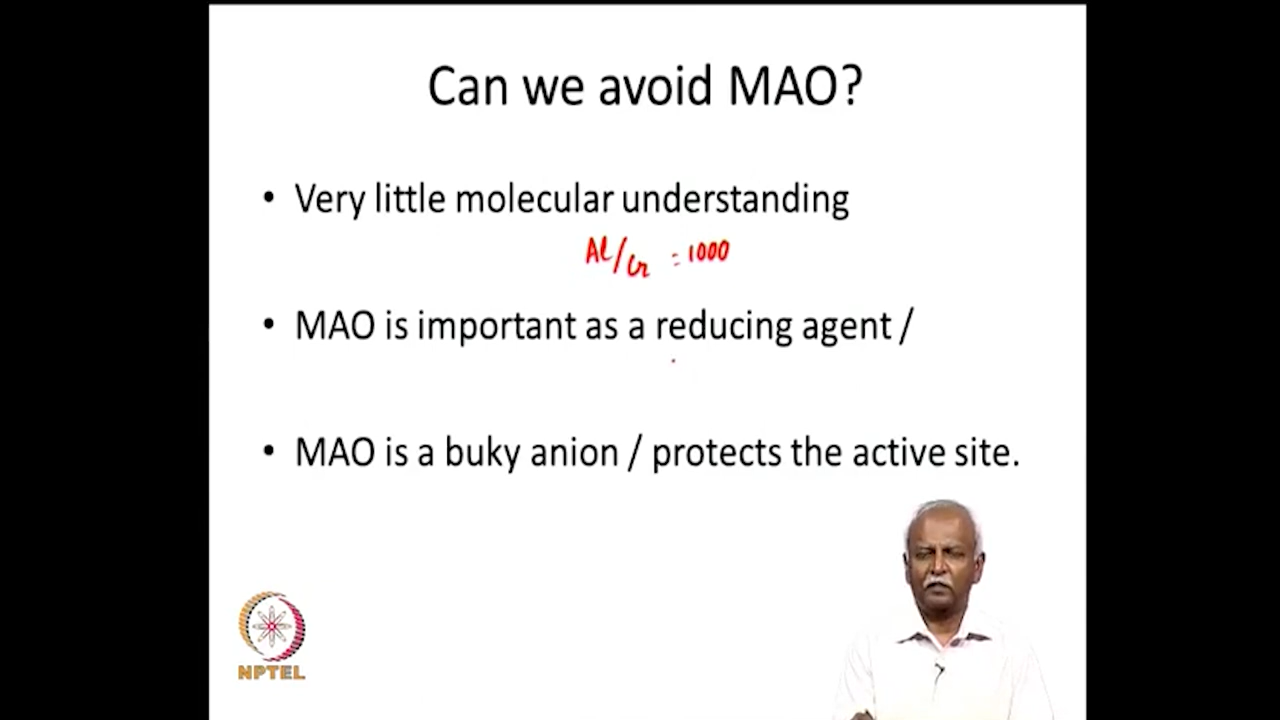 Can we avoid MAO?
• Very little molecular understanding
Al/Cr = 1000
• MAO is important as a reducing agent /
• MAO is a buky anion / protects the active site.
NPTEL